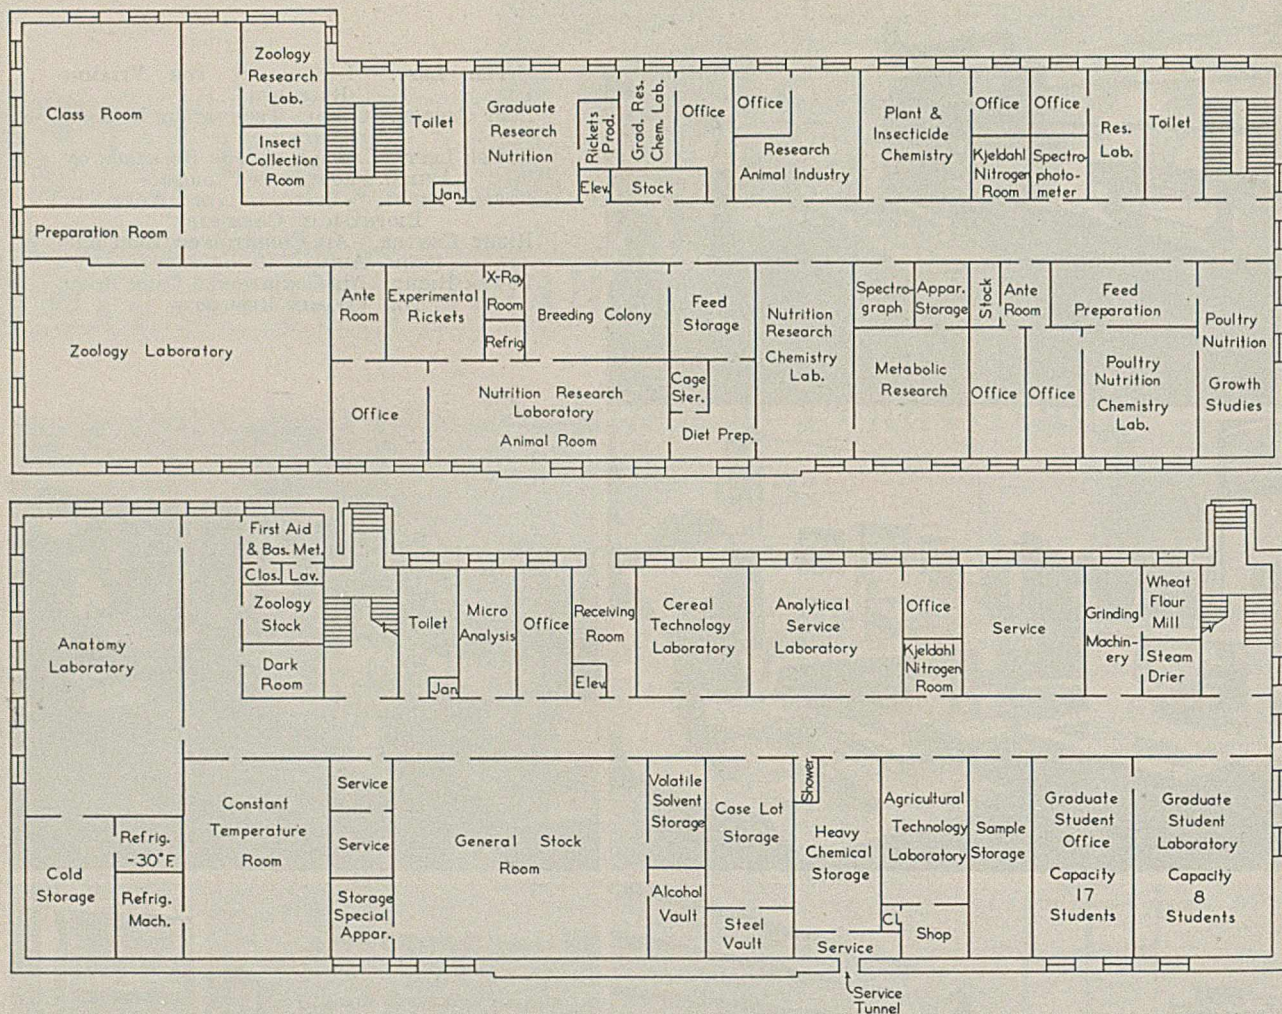 Class Room
Zoology
Research
Lab.
Insect
Collection
Room
Toilet
Jan.
Graduate
Research
Nutrition
Rickets
Prod.
Elev.
Grad. Res.
Chem. Lab.
Stock
Office
Office
Research
Animal Industry
Plant &
Insecticide
Chemistry
Office
Kjeldahl
Nitrogen
Room
Office
Spectro-
photo-
meter
Res.
Lab.
Toilet
Preparation Room
Zoology Laboratory
Ante
Room
Experimental
Rickets
X-Ray
Room
Refrig.
Breeding Colony
Feed
Storage
Office
Nutrition Research
Laboratory
Animal Room
Cage
Ster.
Diet Prep.
Nutrition
Research
Chemistry
Lab.
Spectro-
graph
Appar.
Storage
Metabolic
Research
Stock
Ante
Room
Office
Office
Feed
Preparation
Poultry
Nutrition
Chemistry
Lab.
Poultry
Nutrition
Growth
Studies
Anatomy
Laboratory
First Aid
& Bas. Met.
Clos.
Lav.
Zoology
Stock
Dark
Room
Toilet
Jan.
Micro
Analysis
Office
Receiving
Room
Elev.
Cereal
Technology
Laboratory
Analytical
Service
Laboratory
Office
Kjeldahl
Nitrogen
Room
Service
Grinding
Machin-
ery
Wheat
Flour
Mill
Steam
Drier
Cold
Storage
Refrig.
-30°F.
Refrig.
Mach.
Constant
Temperature
Room
Service
Service
Storage
Special
Appar.
General Stock
Room
Volatile
Solvent
Storage
Alcohol
Vault
Case Lot
Storage
Steel
Vault
Shower
Heavy
Chemical
Storage
Service
Agricultural
Technology
Laboratory
Cl.
Shop
Sample
Storage
Graduate
Student
Office
Capacity
17
Students
Graduate
Student
Laboratory
Capacity
8
Students
Service
Tunnel